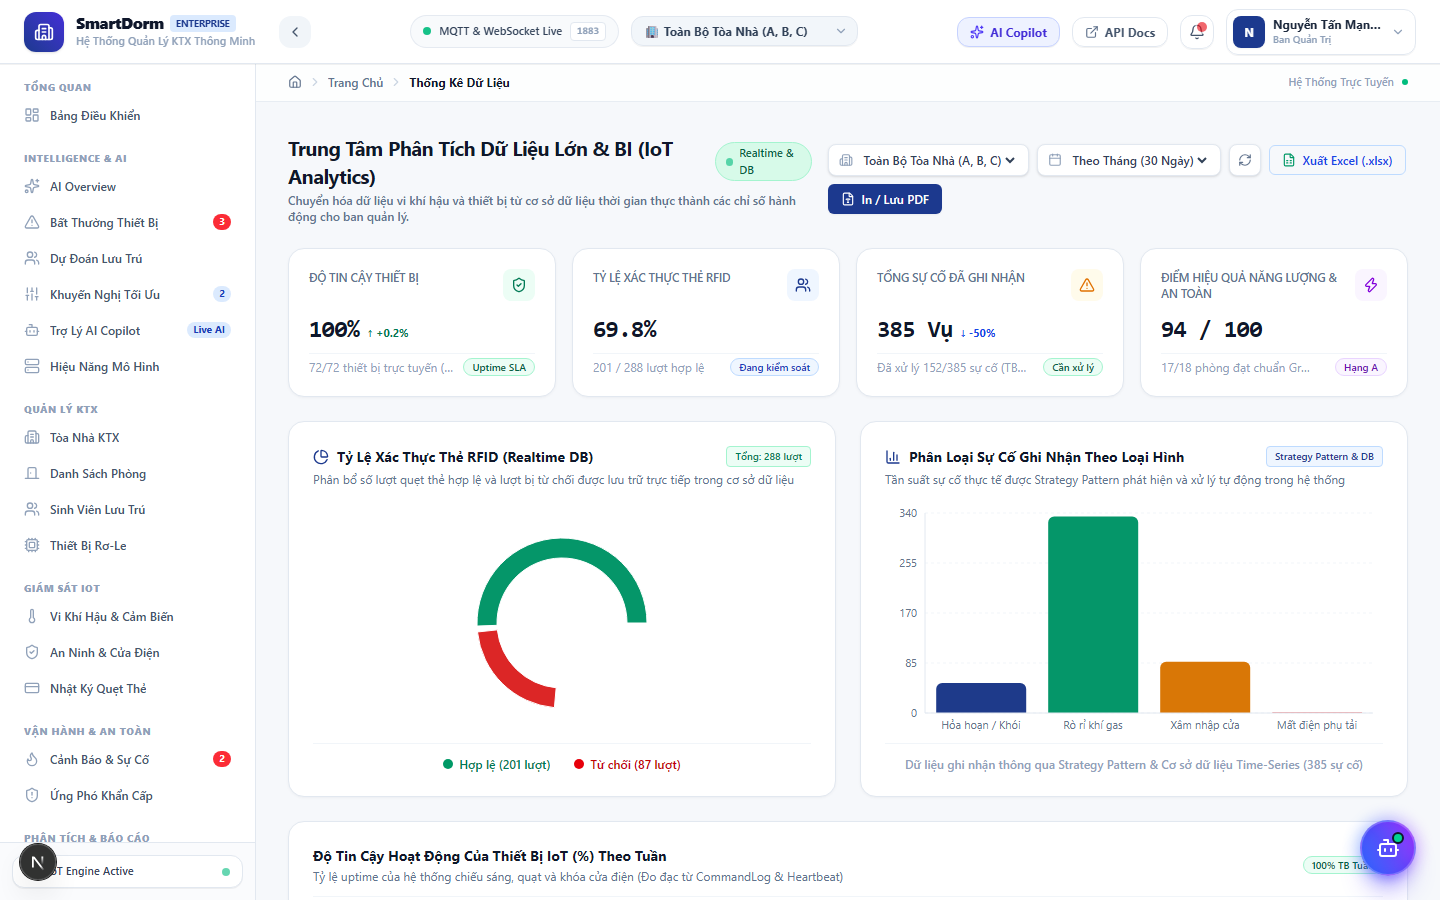 SmartDorm ENTERPRISE
Hệ Thống Quản Lý KTX Thông Minh
MQTT & WebSocket Live 1883
Toàn Bộ Tòa Nhà (A, B, C)
AI Copilot
API Docs
N
Nguyễn Tấn Mạn...
Ban Quản Trị
TỔNG QUAN
Bảng Điều Khiển
INTELLIGENCE & AI
AI Overview
Bất Thường Thiết Bị 3
Dự Đoán Lưu Trú
Khuyến Nghị Tối Ưu 2
Trợ Lý AI Copilot Live AI
Hiệu Năng Mô Hình
QUẢN LÝ KTX
Tòa Nhà KTX
Danh Sách Phòng
Sinh Viên Lưu Trú
Thiết Bị Rơ-Le
GIÁM SÁT IOT
Vi Khí Hậu & Cảm Biến
An Ninh & Cửa Điện
Nhật Ký Quẹt Thẻ
VẬN HÀNH & AN TOÀN
Cảnh Báo & Sự Cố 2
Ứng Phó Khẩn Cấp
PHÂN TÍCH & BÁO CÁO
N
Engine Active
Trang Chủ
Thống Kê Dữ Liệu
Hệ Thống Trực Tuyến
Trung Tâm Phân Tích Dữ Liệu Lớn & BI (IoT
Analytics)
Realtime &
DB
Chuyển hóa dữ liệu vi khí hậu và thiết bị từ cơ sở dữ liệu thời gian thực thành các chỉ số hành
động cho ban quản lý.
Toàn Bộ Tòa Nhà (A, B, C)
Theo Tháng (30 Ngày)
Xuất Excel (.xlsx)
In / Lưu PDF
ĐỘ TIN CẬY THIẾT BỊ
100% ↑ +0.2%
72/72 thiết bị trực tuyến (... Uptime SLA
TỶ LỆ XÁC THỰC THẺ RFID
69.8%
201 / 288 lượt hợp lệ Đang kiểm soát
TỔNG SỰ CỐ ĐÃ GHI NHẬN
385 Vụ ↓ -50%
Đã xử lý 152/385 sự cố (TB... Cần xử lý
ĐIỂM HIỆU QUẢ NĂNG LƯỢNG &
AN TOÀN
94 / 100
17/18 phòng đạt chuẩn Gr... Hạng A
Tỷ Lệ Xác Thực Thẻ RFID (Realtime DB)
Tổng: 288 lượt
Phân bổ số lượt quẹt thẻ hợp lệ và lượt bị từ chối được lưu trữ trực tiếp trong cơ sở dữ liệu
Hợp lệ (201 lượt)
Từ chối (87 lượt)
Phân Loại Sự Cố Ghi Nhận Theo Loại Hình
Strategy Pattern & DB
Tần suất sự cố thực tế được Strategy Pattern phát hiện và xử lý tự động trong hệ thống
340
255
170
85
0
Hỏa hoạn / Khói
Rò rỉ khí gas
Xâm nhập cửa
Mất điện phụ tải
Dữ liệu ghi nhận thông qua Strategy Pattern & Cơ sở dữ liệu Time-Series (385 sự cố)
Độ Tin Cậy Hoạt Động Của Thiết Bị IoT (%) Theo Tuần
Tỷ lệ uptime của hệ thống chiếu sáng, quạt và khóa cửa điện (Đo đạc từ CommandLog & Heartbeat)
100% TB